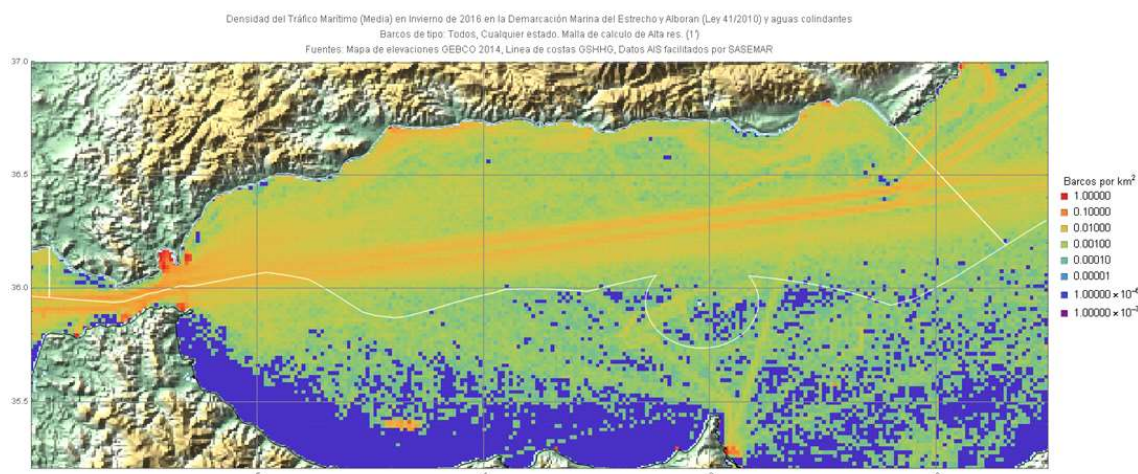 Densidad del Tráfico Marítimo (Media) en Invierno de 2016 en la Demarcación Marina del Estrecho y Alboran (Ley 41/2010) y aguas colindantes
Barcos de tipo: Todos, Cualquier estado. Malla de calculo de Alta res. (1')
Fuentes: Mapa de elevaciones GEBCO 2014, Linea de costas GSHHG, Datos AIS facilitados por SASEMAR
37.0
36.5
36.0
35.5
Barcos por km²
1.00000
0.10000
0.01000
0.00100
0.00010
0.00001
1.00000 × 10⁻⁶
1.00000 × 10⁻